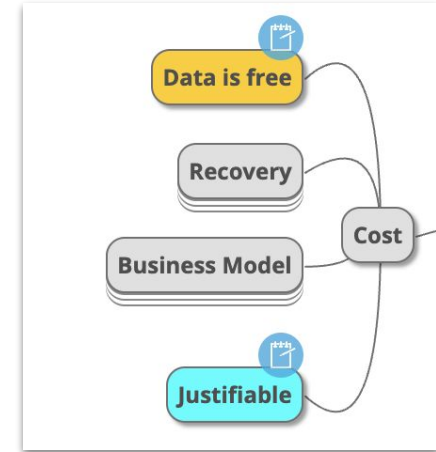 Data is free
Recovery
Cost
Business Model
Justifiable